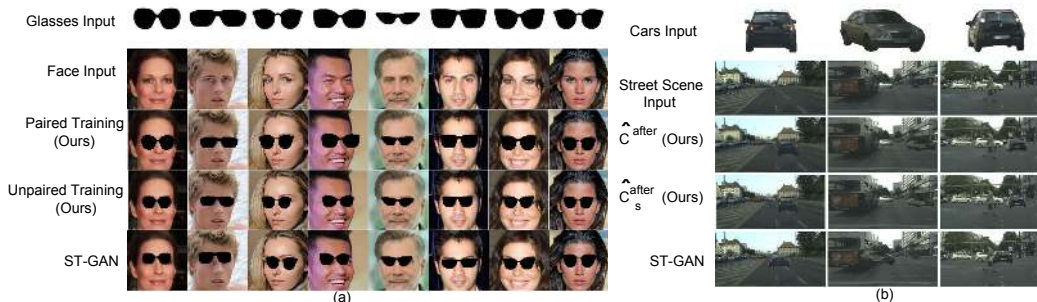 Glasses Input
Face Input
Paired Training
(Ours)
Unpaired Training
(Ours)
ST-GAN
(a)
Cars Input
Street Scene
Input
Ĉ after (Ours)
Ĉ after s (Ours)
ST-GAN
(b)